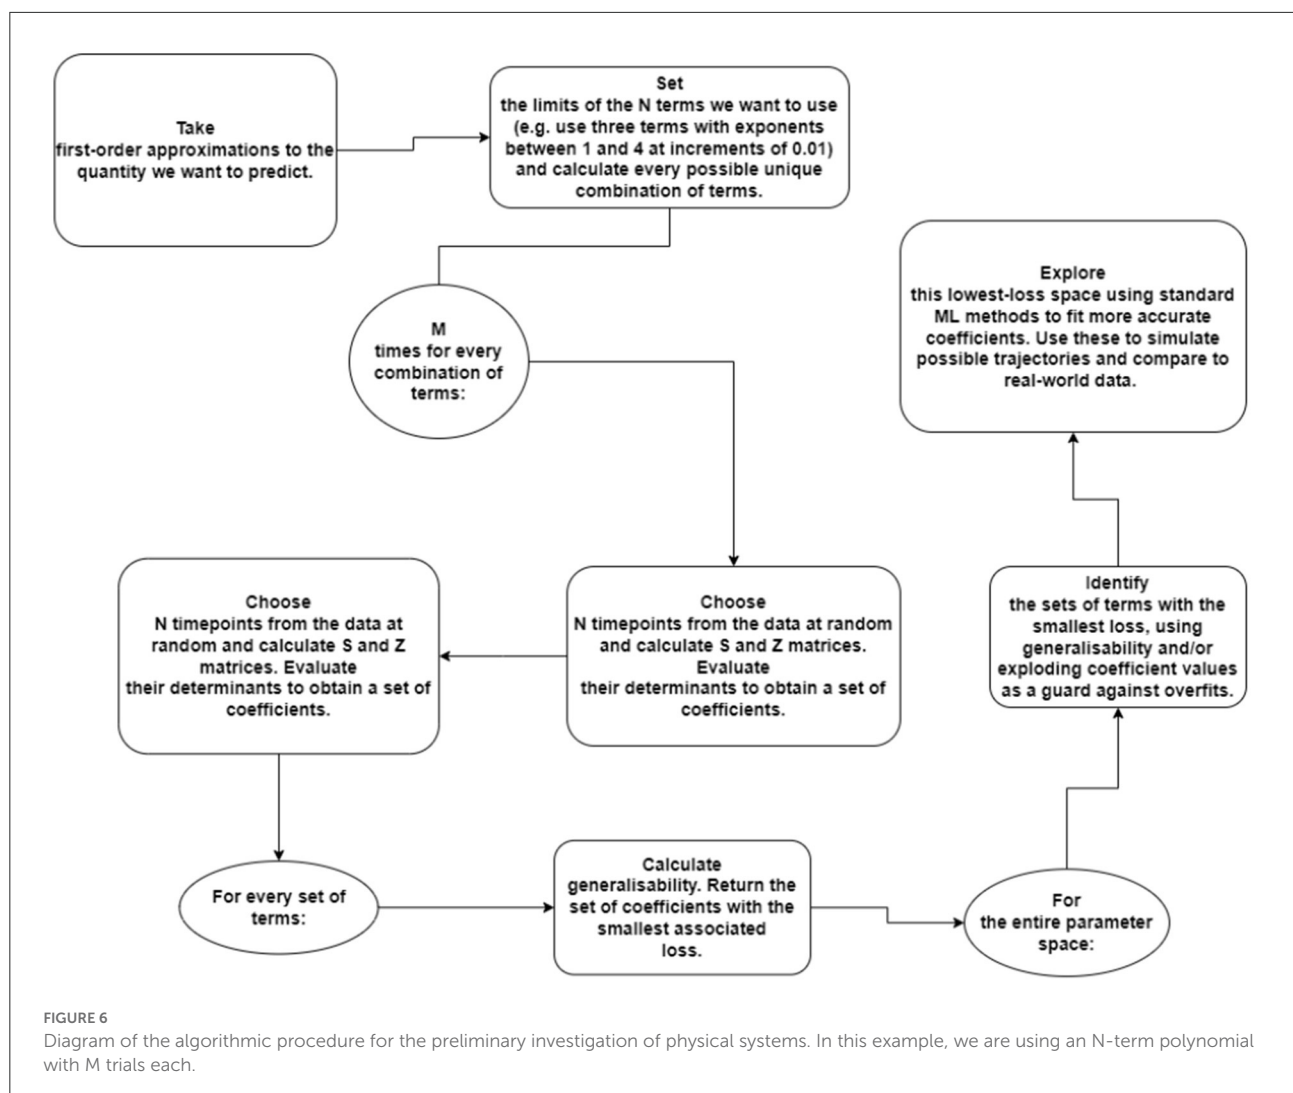 Take
first-order approximations to the
quantity we want to predict.
Set
the limits of the N terms we want to use
(e.g. use three terms with exponents
between 1 and 4 at increments of 0.01)
and calculate every possible unique
combination of terms.
M
times for every
combination of
terms:
Choose
N timepoints from the data at random
and calculate S and Z matrices.
Evaluate
their determinants to obtain a set of
coefficients.
Choose
N timepoints from the data at
random and calculate S and Z
matrices. Evaluate
their determinants to obtain a set of
coefficients.
For every set of
terms:
Calculate
generalisability. Return the
set of coefficients with the
smallest associated
loss.
For
the entire parameter
space:
Identify
the sets of terms with the
smallest loss, using
generalisability and/or
exploding coefficient values
as a guard against overfits.
Explore
this lowest-loss space using standard
ML methods to fit more accurate
coefficients. Use these to simulate
possible trajectories and compare to
real-world data.
FIGURE 6
Diagram of the algorithmic procedure for the preliminary investigation of physical systems. In this example, we are using an N-term polynomial
with M trials each.